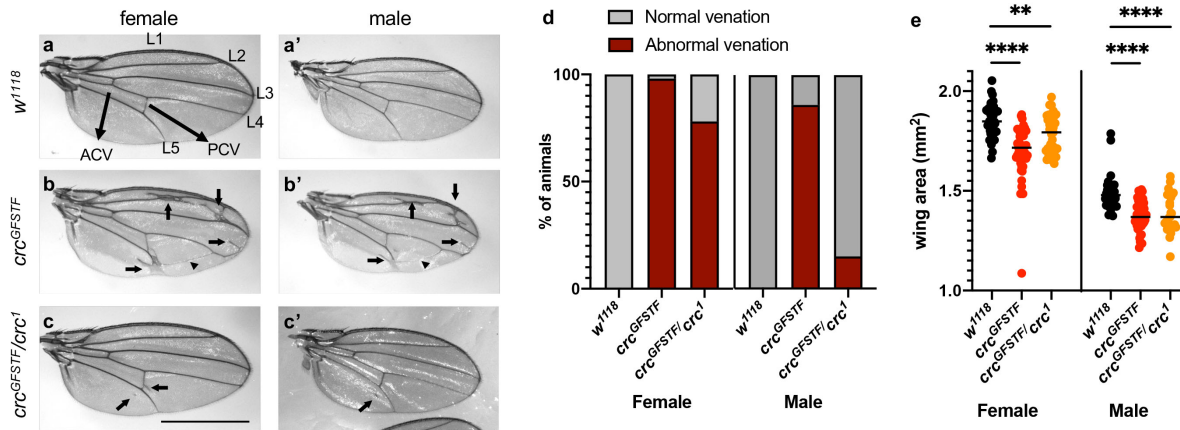 female
male
a
L1
L2
L3
L4
L5
ACV
PCV
a’
w1118
b
b’
crcGFSTF
c
c’
crcGFSTF/crc1
d
Normal venation
Abnormal venation
% of animals
100
50
0
w1118
crcGFSTF
crcGFSTF/crc1
w1118
crcGFSTF
crcGFSTF/crc1
Female
Male
e
** ****
**** ****
wing area (mm2)
2.0
1.5
1.0
w1118
crcGFSTF
crcGFSTF/crc1
w1118
crcGFSTF
crcGFSTF/crc1
Female
Male